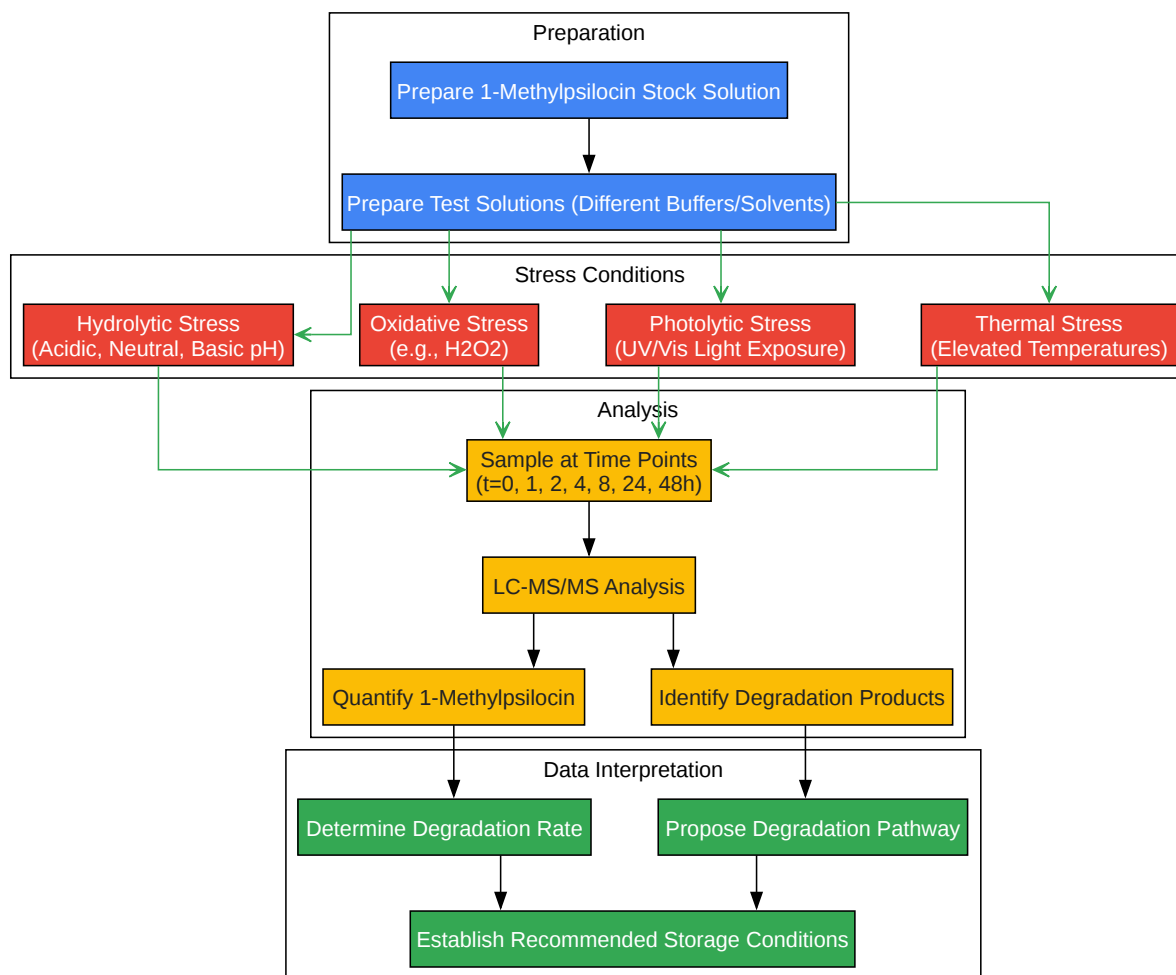 Preparation
Prepare 1-Methylpsilocin Stock Solution
Prepare Test Solutions (Different Buffers/Solvents)
Stress Conditions
Hydrolytic Stress
(Acidic, Neutral, Basic pH)
Oxidative Stress
(e.g., H2O2)
Photolytic Stress
(UV/Vis Light Exposure)
Thermal Stress
(Elevated Temperatures)
Analysis
Sample at Time Points
(t=0, 1, 2, 4, 8, 24, 48h)
LC-MS/MS Analysis
Quantify 1-Methylpsilocin
Identify Degradation Products
Data Interpretation
Determine Degradation Rate
Propose Degradation Pathway
Establish Recommended Storage Conditions